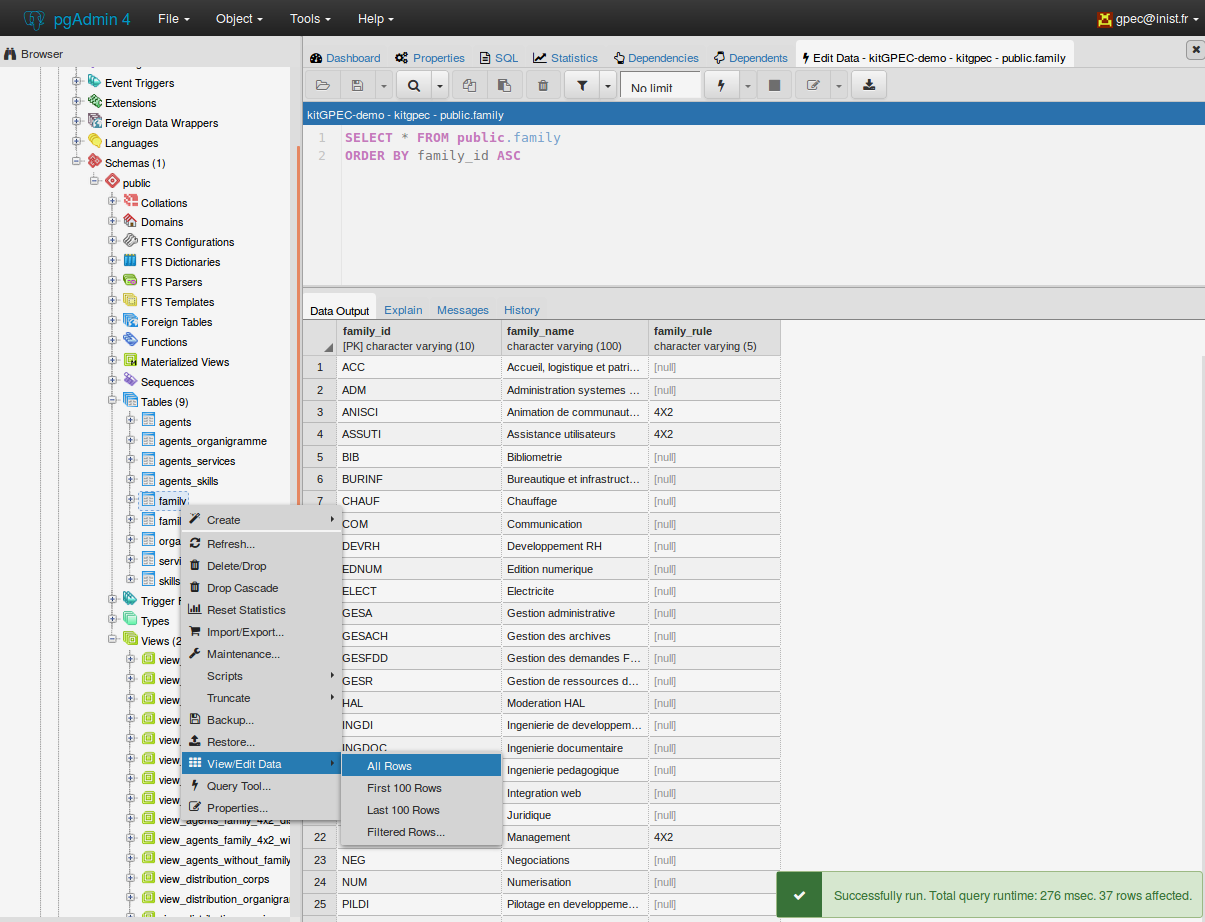 pgAdmin 4 File Object Tools Help gpec@inist.fr
Browser
Dashboard Properties SQL Statistics Dependencies Dependents Edit Data - kitGPEC-demo - kitgpec - public.family
No limit
kitGPEC-demo - kitgpec - public.family
1 SELECT * FROM public.family
2 ORDER BY family_id ASC
Event Triggers
Extensions
Foreign Data Wrappers
Languages
Schemas (1)
public
Collations
Domains
FTS Configurations
FTS Dictionaries
FTS Parsers
FTS Templates
Foreign Tables
Functions
Materialized Views
Sequences
Tables (9)
agents
agents_organigramme
agents_services
agents_skills
family
famil
orga
servi
skills
Trigger F
Types
Views (2
view_
view_
view_
view_
view_
view_
view_
view_
view_agents_family_4x2_dis
view_agents_family_4x2_wi
view_agents_without_family
view_distribution_corps
view_distribution_organigra
Create
Refresh...
Delete/Drop
Drop Cascade
Reset Statistics
Import/Export...
Maintenance...
Scripts
Truncate
Backup...
Restore...
View/Edit Data
Query Tool...
Properties...
All Rows
First 100 Rows
Last 100 Rows
Filtered Rows...
Data Output Explain Messages History
family_id family_name family_rule
[PK] character varying (10) character varying (100) character varying (5)
1 ACC Accueil, logistique et patri... [null]
2 ADM Administration systemes ... [null]
3 ANISCI Animation de communaut... 4X2
4 ASSUTI Assistance utilisateurs 4X2
5 BIB Bibliometrie [null]
6 BURINF Bureautique et infrastruct... [null]
7 CHAUF Chauffage [null]
COM Communication [null]
DEVRH Developpement RH [null]
EDNUM Edition numerique [null]
ELECT Electricite [null]
GESA Gestion administrative [null]
GESACH Gestion des archives [null]
GESFDD Gestion des demandes F... [null]
GESR Gestion de ressources d... [null]
HAL Moderation HAL [null]
INGDI Ingenierie de developpem... [null]
INGDOC Ingenierie documentaire [null]
Ingenierie pedagogique [null]
Integration web [null]
Juridique [null]
22 Management 4X2
23 NEG Negociations [null]
24 NUM Numerisation [null]
25 PILDI Pilotage en developpeme... [null]
Successfully run. Total query runtime: 276 msec. 37 rows affected.